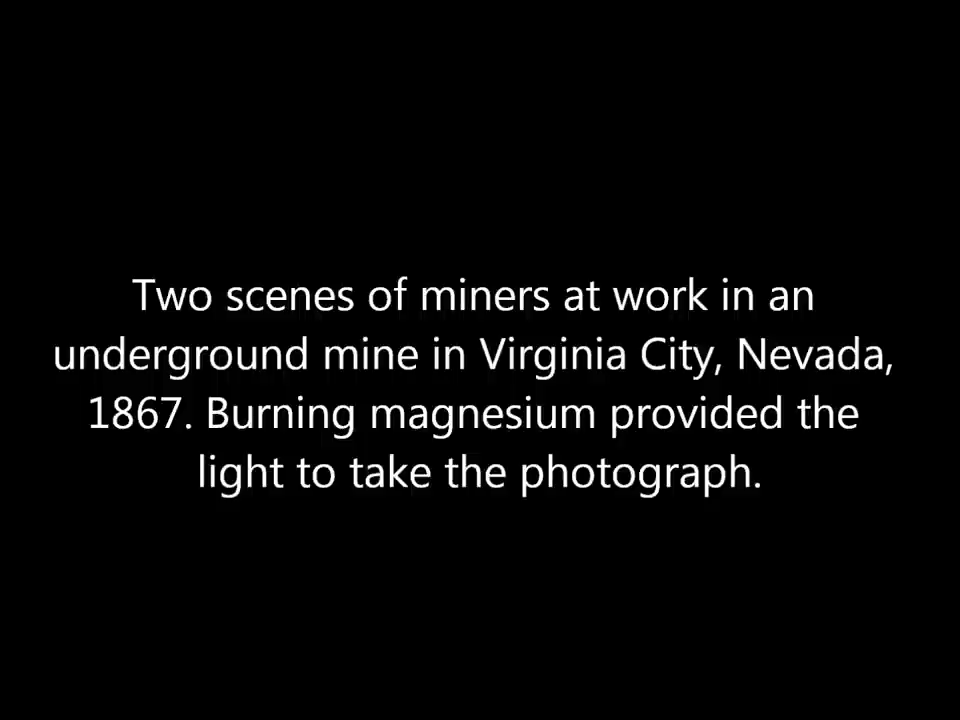 Two scenes of miners at work in an
underground mine in Virginia City, Nevada,
1867. Burning magnesium provided the
light to take the photograph.